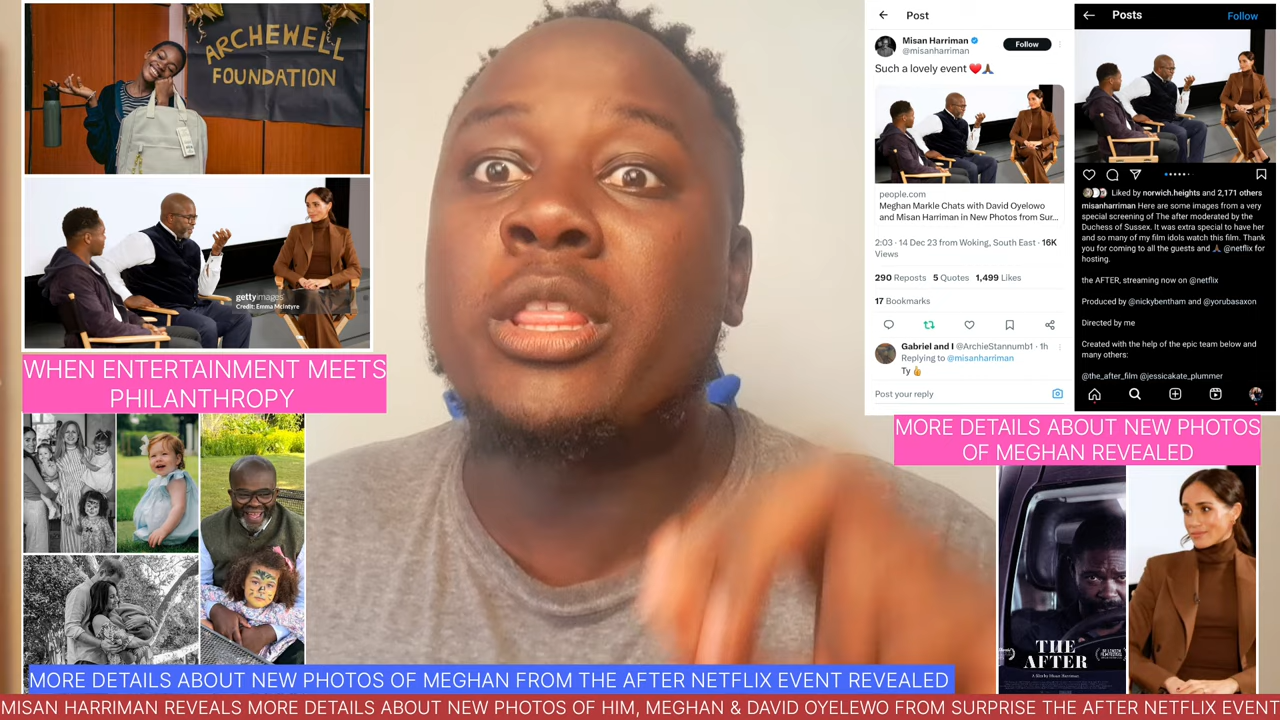 ARCHEWELL
FOUNDATION
gettyimages
Credit: Emma McIntyre
WHEN ENTERTAINMENT MEETS
PHILANTHROPY
Post
Misan Harriman
@misanharriman
Follow
Such a lovely event ❤️🙏🏾
people.com
Meghan Markle Chats with David Oyelowo
and Misan Harriman in New Photos from Sur...
2:03 · 14 Dec 23 from Woking, South East · 16K
Views
290 Reposts 5 Quotes 1,499 Likes
17 Bookmarks
Gabriel and I @ArchieStannumb1 · 1h
Replying to @misanharriman
Ty 👍
Post your reply
Posts
Follow
Liked by norwich.heights and 2,171 others
misanharriman Here are some images from a very
special screening of The after moderated by the
Duchess of Sussex. It was extra special to have her
and so many of my film idols watch this film. Thank
you for coming to all the guests and 🙏🏾 @netflix for
hosting.
the AFTER, streaming now on @netflix
Produced by @nickybentham and @yorubasaxon
Directed by me
Created with the help of the epic team below and
many others:
@the_after_film @jessicakate_plummer
MORE DETAILS ABOUT NEW PHOTOS
OF MEGHAN REVEALED
THE
AFTER
A film by Misan Harriman
MORE DETAILS ABOUT NEW PHOTOS OF MEGHAN FROM THE AFTER NETFLIX EVENT REVEALED
MISAN HARRIMAN REVEALS MORE DETAILS ABOUT NEW PHOTOS OF HIM, MEGHAN & DAVID OYELEWO FROM SURPRISE THE AFTER NETFLIX EVENT